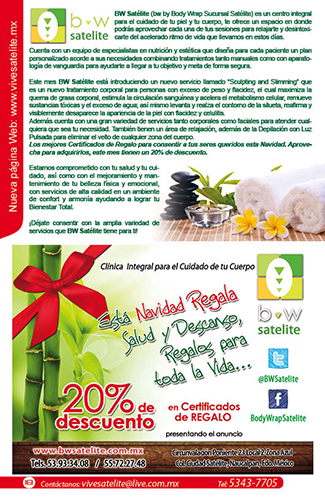 Nueva página Web: www.vivesatelite.mx
b w
satelite
BW Satélite (bw by Body Wrap Sucursal Satélite) es un centro integral
para el cuidado de tu piel y tu cuerpo, te ofrece un espacio en donde
podrás aprovechar cada una de tus sesiones para relajarte y desintoxi-
carte del acelerado ritmo de vida que llevamos en estos días.
Cuenta con un equipo de especialistas en nutrición y estética que diseña para cada paciente un plan
personalizado acorde a sus necesidades combinando tratamientos tanto manuales como con aparato-
logía de vanguardia para ayudarte a llegar a tu objetivo y meta de forma segura.
Este mes BW Satélite está introduciendo un nuevo servicio llamado "Sculpting and Slimming" que
es un nuevo tratamiento corporal para personas con exceso de peso y flacidez, el cual maximiza la
quema de grasa corporal, estimula la circulación sanguínea y acelera el metabolismo celular, remueve
sustancias tóxicas y el exceso de agua; así mismo levanta y realza el contorno de la silueta, reafirma y
visiblemente desaparece la apariencia de la piel con flacidez y celulitis.
Además cuenta con una gran variedad de servicios tanto corporales como faciales para atender cual-
quiera que sea tu necesidad. También tienen un área de relajación, además de la Depilación con Luz
Pulsada para eliminar el vello de cualquier zona del cuerpo.
Los mejores Certificados de Regalo para consentir a tus seres queridos esta Navidad. Aprove-
cha para adquirirlos, este mes tienen un 20% de descuento.
Estamos comprometido con tu salud y tu cui-
dado, así como con el mejoramiento y man-
tenimiento de tu belleza física y emocional,
con servicios de alta calidad en un ambiente
de confort y armonía ayudando a lograr tu
Bienestar Total.
¡Déjate consentir con la amplia variedad de
servicios que BW Satélite tiene para ti!
Clínica Integral para el Cuidado de tu Cuerpo
Esta Navidad Regala
Salud y Descanso,
Regalos para
toda la Vida...
b w
satelite
@BWSatelite
BodyWrapSatelite
20% de
descuento
en Certificados
de REGALO
presentando el anuncio
www.bwsatelite.com.mx
Tels. 53.93.34.08 / 55.72.27.48
Circunvalación Poniente 23 Local 2 Zona Azul
Col. Ciudad Satélite, Naucalpan, Edo. México
18
Contáctanos: vivesatelite@live.com.mx
Tel: 5343-7705